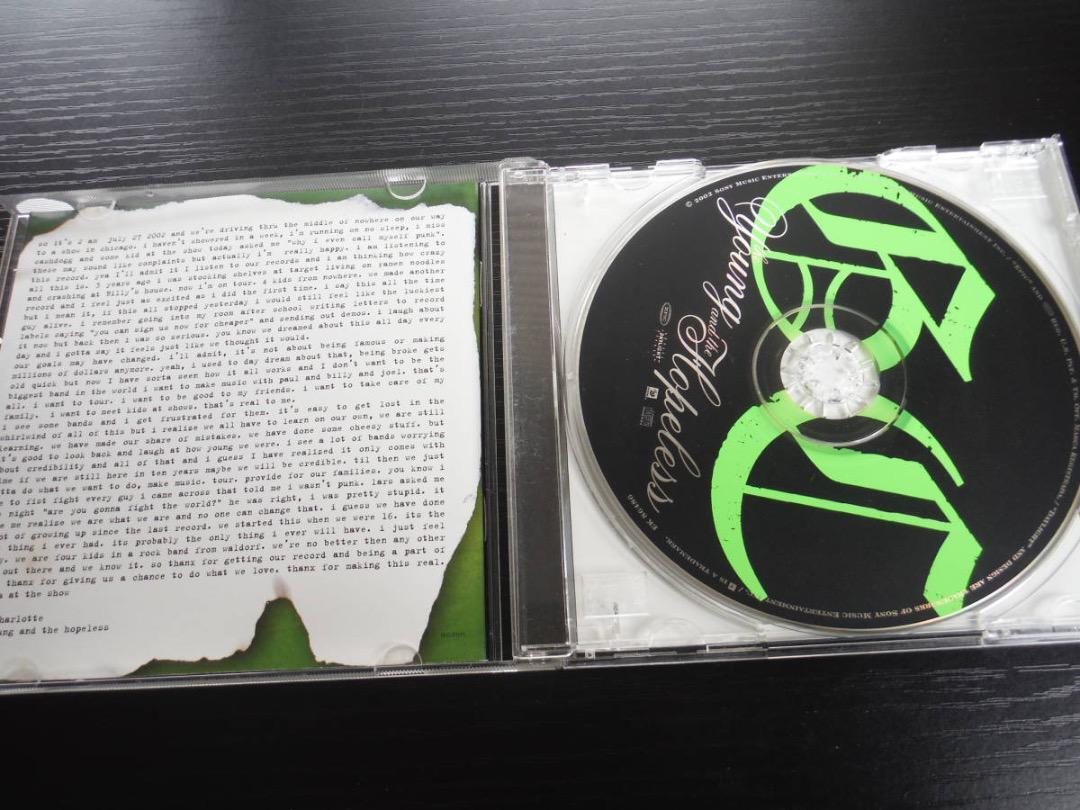 so it's 2 am july 27 2002 and we're driving thru the middle of nowhere on our way
to a show in chicago. i haven't showered in a week, i'm running on no sleep, i miss
cashdogg and some kid at the show today asked me "why i even call myself punk".
these may sound like complaints but actually i'm really happy. i am listening to
this record. yea i'll admit it I listen to our records and i am thinking how crazy
all this is. 3 years ago i was stocking shelves at target living on ramen noodles
and crashing at Billy's house. now i'm on tour. 4 kids from nowhere. we made another
record and i feel just as excited as i did the first time. i say this all the time
but i mean it, if this all stopped yesterday i would still feel like the luckiest
guy alive. i remember going into my room after school writing letters to record
labels saying "you can sign us now for cheaper" and sending out demos. i laugh about
it now but back then i was so serious. you know we dreamed about this all day every
day and i gotta say it feels just like we thought it would.
our goals may have changed. i'll admit, it's not about being famous or making
millions of dollars anymore. yeah, i used to day dream about that, being broke gets
old quick but now I have sorta seen how it all works and I don't want to be the
biggest band in the world i want to make music with paul and billy and joel. that's
all. i want to tour. i want to be good to my friends. i want to take care of my
family. i want to meet kids at shows. that's real to me.
i see some bands and i get frustrated for them. it's easy to get lost in the
whirlwind of all of this but i realize we all have to learn on our own, we are still
learning. we have made our share of mistakes. we have done some cheesy stuff. but
it's good to look back and laugh at how young we were. i see a lot of bands worrying
bout credibility and all of that and i guess I have realised it only comes with
me if we are still here in ten years maybe we will be credible. til then we just
tta do what we want to do, make music. tour. provide for our families. you know i
to fist fight every guy i came across that told me i wasn't punk. lars asked me
night "are you gonna fight the world?" he was right, i was pretty stupid. it
me realize we are what we are and no one can change that. i guess we have done
ot of growing up since the last record. we started this when we were 16. its the
thing i ever had. its probably the only thing i ever will have. i just feel
y. we are four kids in a rock band from waldorf. we're no better then any other
out there and we know it. so thanx for getting our record and being a part of
thanx for giving us a chance to do what we love. thanx for making this real.
at the show
harlotte
ung and the hopeless
The
Young
and the
Hopeless
GC
EK 86486
© 2002 SONY MUSIC ENTERTAINMENT INC. /
"DAYLIGHT" AND DESIGN ARE TRADEMARKS OF SONY MUSIC ENTERTAINMENT INC. /
IS A TRADEMARK.